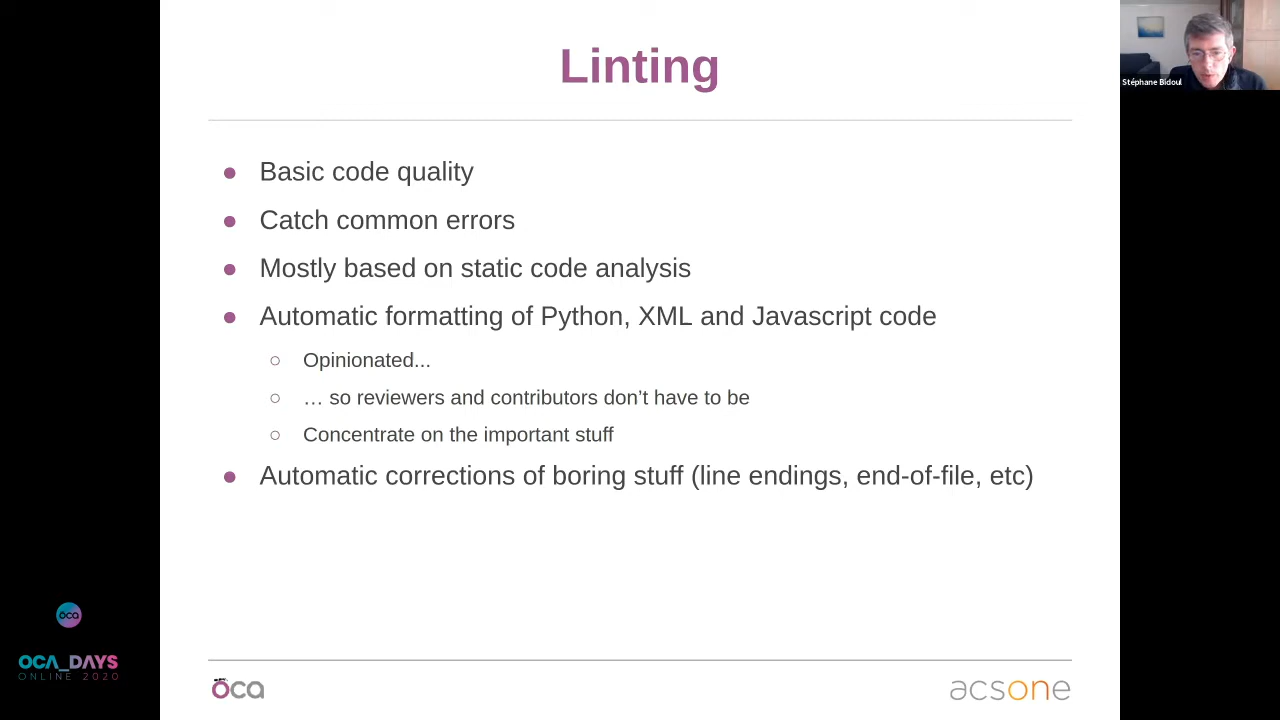 Linting
Stéphane Bidoul
● Basic code quality
● Catch common errors
● Mostly based on static code analysis
● Automatic formatting of Python, XML and Javascript code
○ Opinionated...
○ … so reviewers and contributors don’t have to be
○ Concentrate on the important stuff
● Automatic corrections of boring stuff (line endings, end-of-file, etc)
oca
OCA_DAYS
ONLINE 2020
oca
acsone